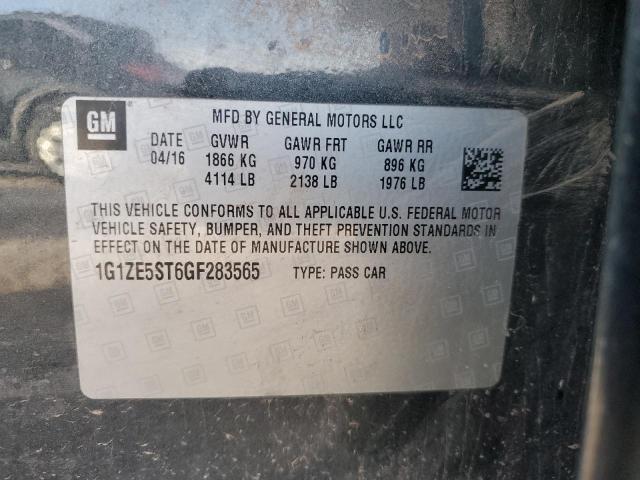 GM
MFD BY GENERAL MOTORS LLC
DATE GVWR GAWR FRT GAWR RR
04/16 1866 KG 970 KG 896 KG
4114 LB 2138 LB 1976 LB
THIS VEHICLE CONFORMS TO ALL APPLICABLE U.S. FEDERAL MOTOR
VEHICLE SAFETY, BUMPER, AND THEFT PREVENTION STANDARDS IN
EFFECT ON THE DATE OF MANUFACTURE SHOWN ABOVE.
1G1ZE5ST6GF283565 TYPE: PASS CAR